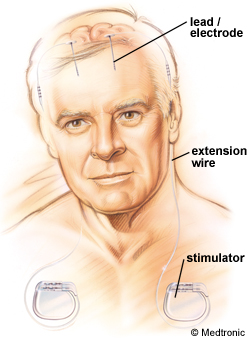 lead /
electrode
extension
wire
stimulator
© Medtronic